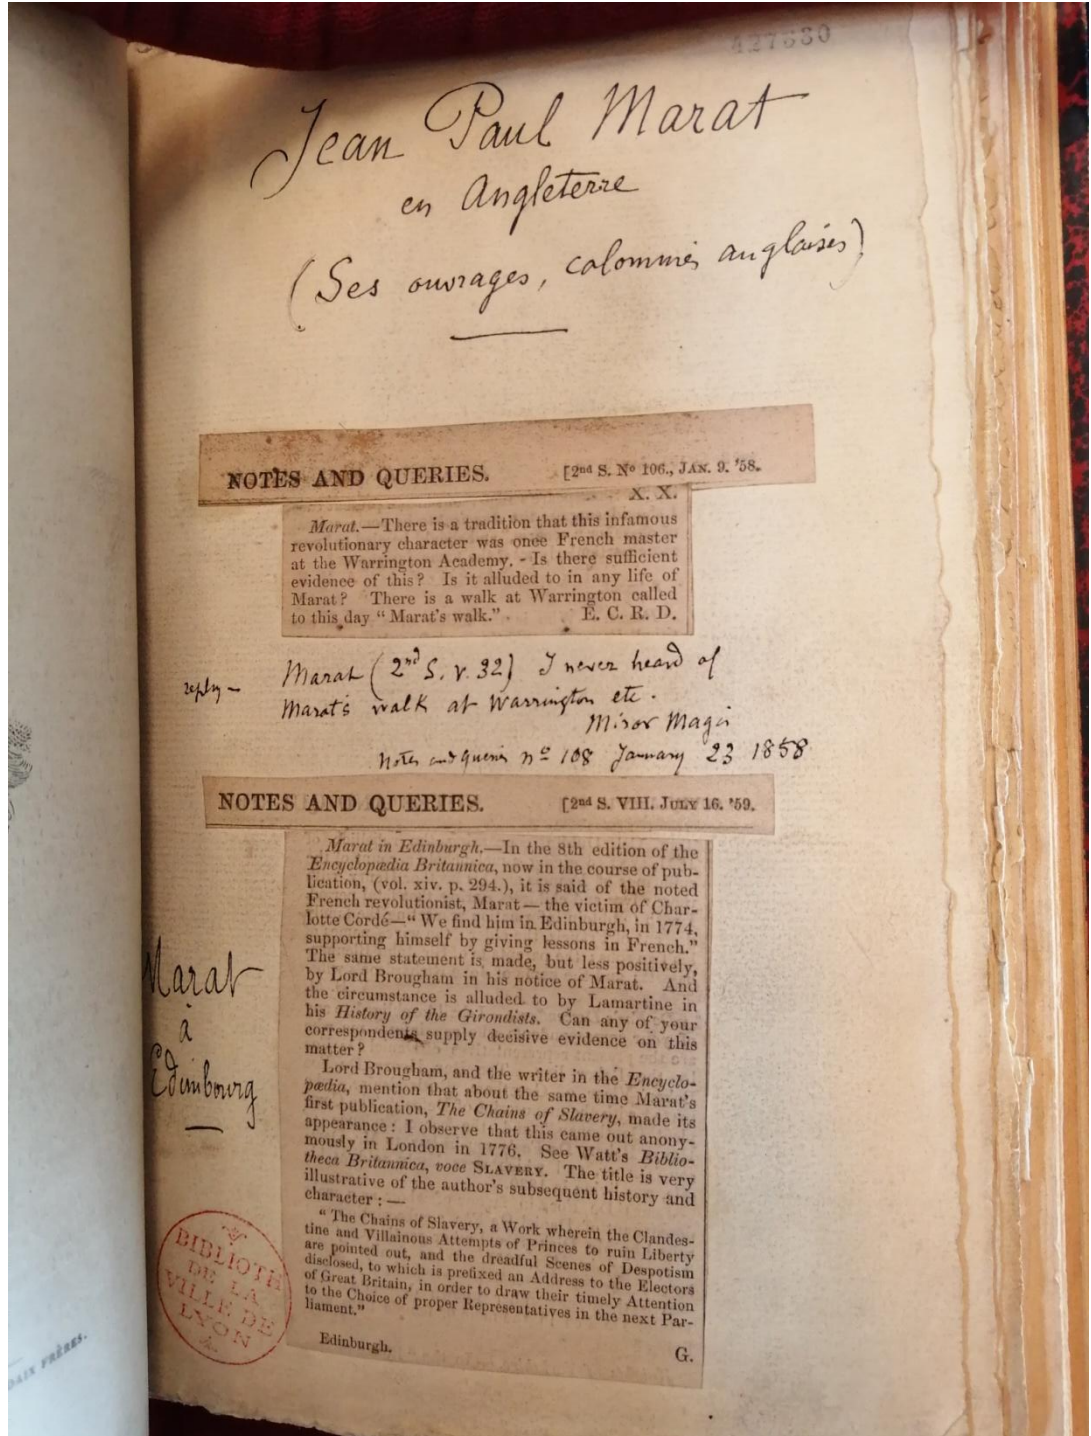 427380
Jean Paul Marat
en Angleterre
(Ses ouvrages, calomnies anglaises)
NOTES AND QUERIES. [2nd S. No 106., JAN. 9. '58.
X. X.
Marat.—There is a tradition that this infamous
revolutionary character was once French master
at the Warrington Academy. - Is there sufficient
evidence of this? Is it alluded to in any life of
Marat? There is a walk at Warrington called
to this day "Marat's walk." E. C. R. D.
reply — Marat (2nd S. v. 32) I never heard of
Marat's walk at Warrington etc.
Misor Magis
Notes and Queries nº 108 January 23 1858
NOTES AND QUERIES. [2nd S. VIII. JULY 16. '59.
Marat in Edinburgh.—In the 8th edition of the
Encyclopædia Britannica, now in the course of pub-
lication, (vol. xiv. p. 294.), it is said of the noted
French revolutionist, Marat — the victim of Char-
lotte Cordé—"We find him in Edinburgh, in 1774,
supporting himself by giving lessons in French."
The same statement is made, but less positively,
by Lord Brougham in his notice of Marat. And
the circumstance is alluded to by Lamartine in
his History of the Girondists. Can any of your
correspondents supply decisive evidence on this
matter?
Lord Brougham, and the writer in the Encyclo-
pædia, mention that about the same time Marat's
first publication, The Chains of Slavery, made its
appearance: I observe that this came out anony-
mously in London in 1776. See Watt's Biblio-
theca Britannica, voce SLAVERY. The title is very
illustrative of the author's subsequent history and
character: —
"The Chains of Slavery, a Work wherein the Clandes-
tine and Villainous Attempts of Princes to ruin Liberty
are pointed out, and the dreadful Scenes of Despotism
disclosed, to which is prefixed an Address to the Electors
of Great Britain, in order to draw their timely Attention
to the Choice of proper Representatives in the next Par-
liament."
Edinburgh. G.
Marat
à
Edimbourg
BIBLIOTH
DE LA
VILLE DE
LYON
FRÈRES.